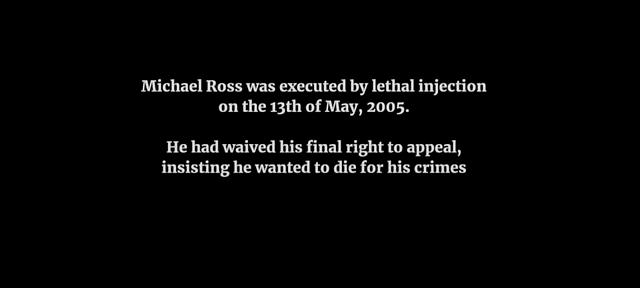 Michael Ross was executed by lethal injection
on the 13th of May, 2005.
He had waived his final right to appeal,
insisting he wanted to die for his crimes